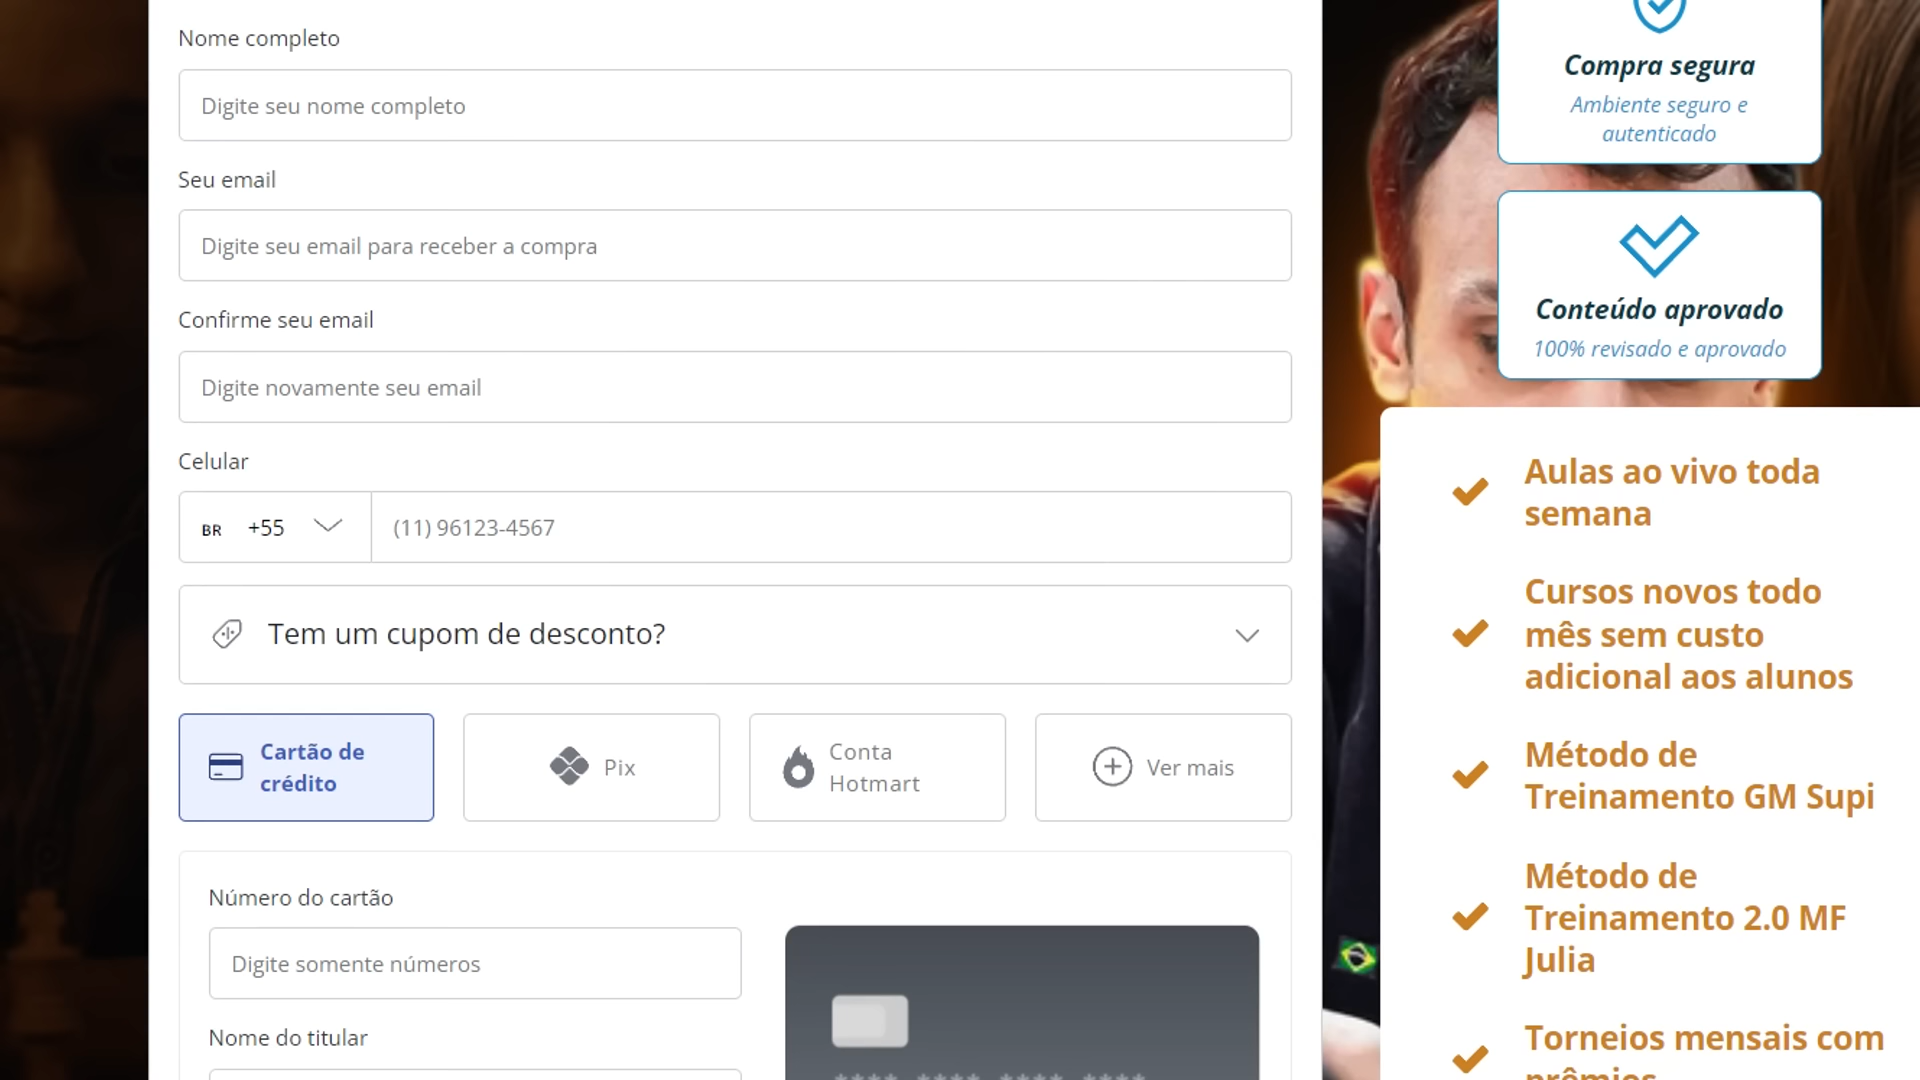 Nome completo
Digite seu nome completo
Seu email
Digite seu email para receber a compra
Confirme seu email
Digite novamente seu email
Celular
BR +55 (11) 96123-4567
Tem um cupom de desconto?
Cartão de
crédito
Pix
Conta
Hotmart
Ver mais
Número do cartão
Digite somente números
Nome do titular
**** **** **** ****
Compra segura
Ambiente seguro e
autenticado
Conteúdo aprovado
100% revisado e aprovado
Aulas ao vivo toda
semana
Cursos novos todo
mês sem custo
adicional aos alunos
Método de
Treinamento GM Supi
Método de
Treinamento 2.0 MF
Julia
Torneios mensais com
prêmios